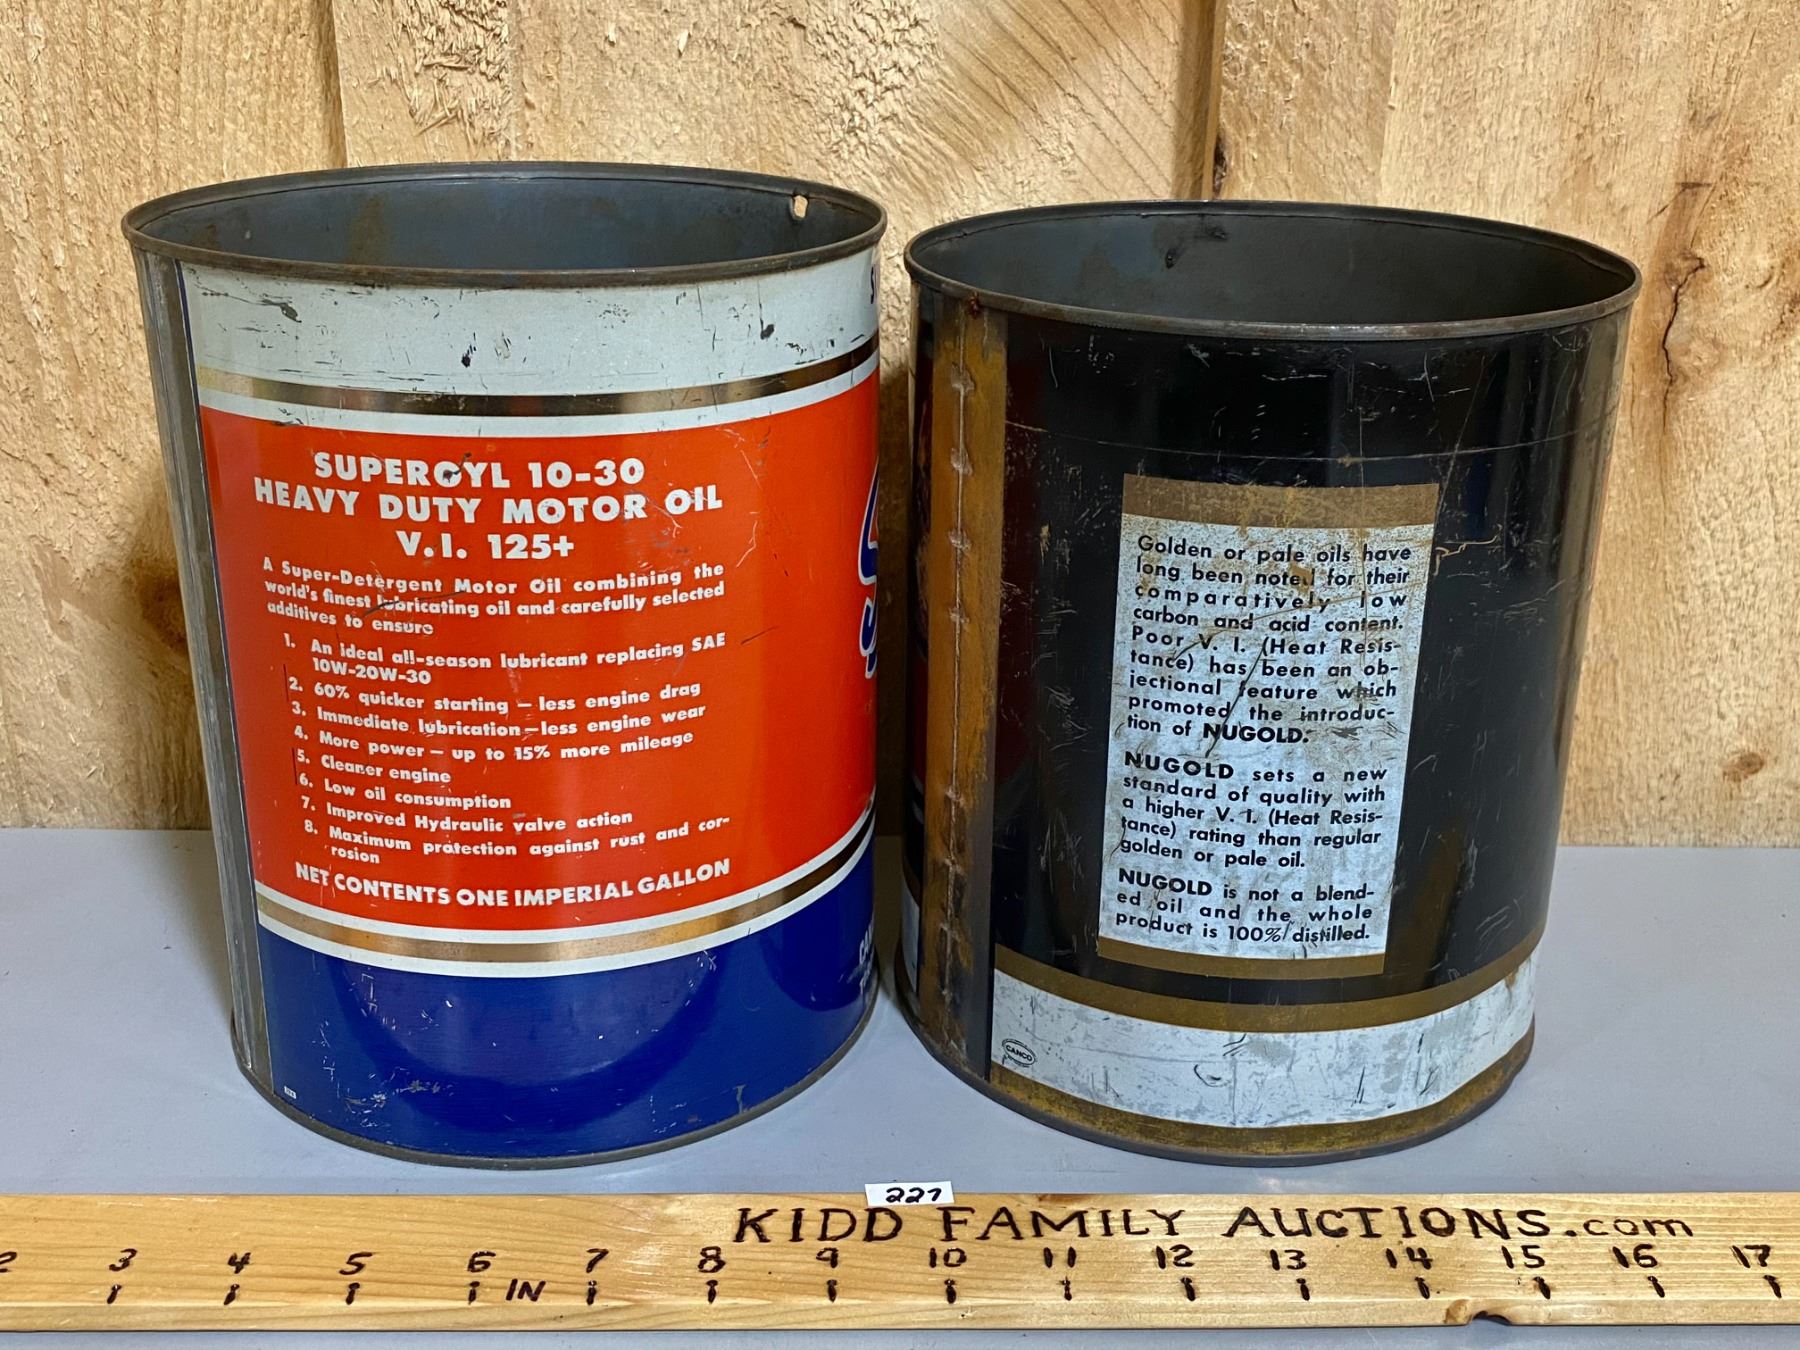 SUPEROYL 10-30
HEAVY DUTY MOTOR OIL
V.I. 125+
A Super-Detergent Motor Oil combining the
world's finest lubricating oil and carefully selected
additives to ensure
1. An ideal all-season lubricant replacing SAE
10W-20W-30
2. 60% quicker starting – less engine drag
3. Immediate lubrication – less engine wear
4. More power – up to 15% more mileage
5. Cleaner engine
6. Low oil consumption
7. Improved Hydraulic valve action
8. Maximum protection against rust and cor-
rosion
NET CONTENTS ONE IMPERIAL GALLON
Golden or pale oils have
long been noted for their
comparatively low
carbon and acid content.
Poor V. I. (Heat Resis-
tance) has been an ob-
jectional feature which
promoted the introduc-
tion of NUGOLD.
NUGOLD sets a new
standard of quality with
a higher V. I. (Heat Resis-
tance) rating than regular
golden or pale oil.
NUGOLD is not a blend-
ed oil and the whole
product is 100% distilled.
CANCO
227
KIDD FAMILY AUCTIONS.com
2 3 4 5 6 7 8 9 10 11 12 13 14 15 16 17
IN